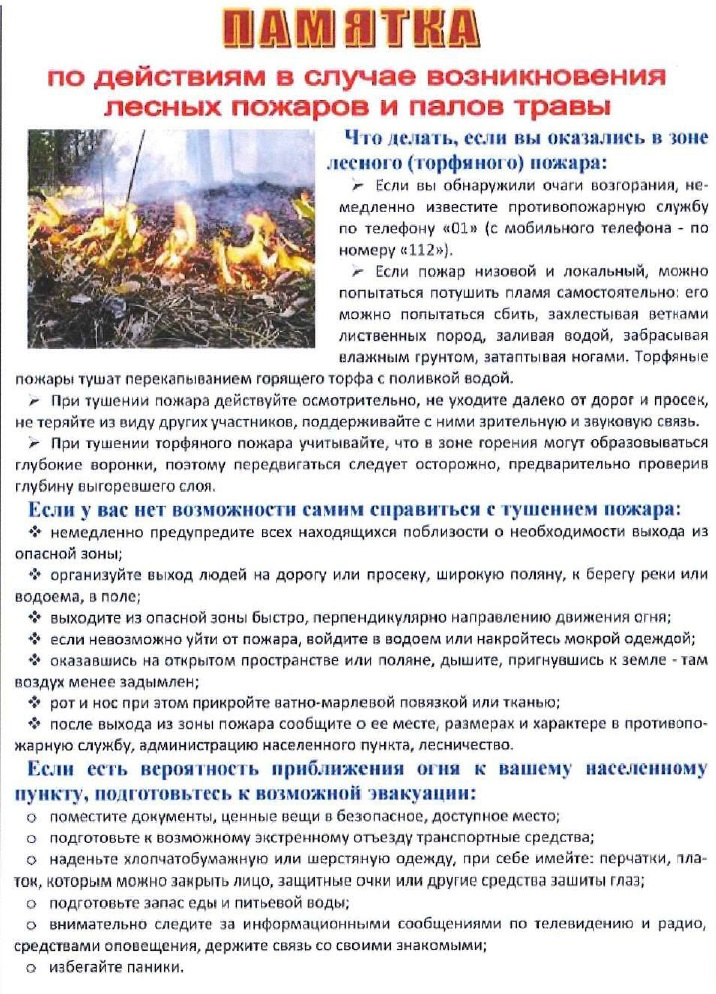 ПАМЯТКА
по действиям в случае возникновения
лесных пожаров и палов травы
Что делать, если вы оказались в зоне
лесного (торфяного) пожара:
➢ Если вы обнаружили очаги возгорания, не-
медленно известите противопожарную службу
по телефону «01» (с мобильного телефона - по
номеру «112»).
➢ Если пожар низовой и локальный, можно
попытаться потушить пламя самостоятельно: его
можно попытаться сбить, захлестывая ветками
лиственных пород, заливая водой, забрасывая
влажным грунтом, затаптывая ногами. Торфяные
пожары тушат перекапыванием горящего торфа с поливкой водой.
➢ При тушении пожара действуйте осмотрительно, не уходите далеко от дорог и просек,
не теряйте из виду других участников, поддерживайте с ними зрительную и звуковую связь.
➢ При тушении торфяного пожара учитывайте, что в зоне горения могут образовываться
глубокие воронки, поэтому передвигаться следует осторожно, предварительно проверив
глубину выгоревшего слоя.
Если у вас нет возможности самим справиться с тушением пожара:
❖ немедленно предупредите всех находящихся поблизости о необходимости выхода из
опасной зоны;
❖ организуйте выход людей на дорогу или просеку, широкую поляну, к берегу реки или
водоема, в поле;
❖ выходите из опасной зоны быстро, перпендикулярно направлению движения огня;
❖ если невозможно уйти от пожара, войдите в водоем или накройтесь мокрой одеждой;
❖ оказавшись на открытом пространстве или поляне, дышите, пригнувшись к земле - там
воздух менее задымлен;
❖ рот и нос при этом прикройте ватно-марлевой повязкой или тканью;
❖ после выхода из зоны пожара сообщите о ее месте, размерах и характере в противопо-
жарную службу, администрацию населенного пункта, лесничество.
Если есть вероятность приближения огня к вашему населенному
пункту, подготовьтесь к возможной эвакуации:
o поместите документы, ценные вещи в безопасное, доступное место;
o подготовьте к возможному экстренному отъезду транспортные средства;
o наденьте хлопчатобумажную или шерстяную одежду, при себе имейте: перчатки, пла-
ток, которым можно закрыть лицо, защитные очки или другие средства зашиты глаз;
o подготовьте запас еды и питьевой воды;
o внимательно следите за информационными сообщениями по телевидению и радио,
средствами оповещения, держите связь со своими знакомыми;
o избегайте паники.